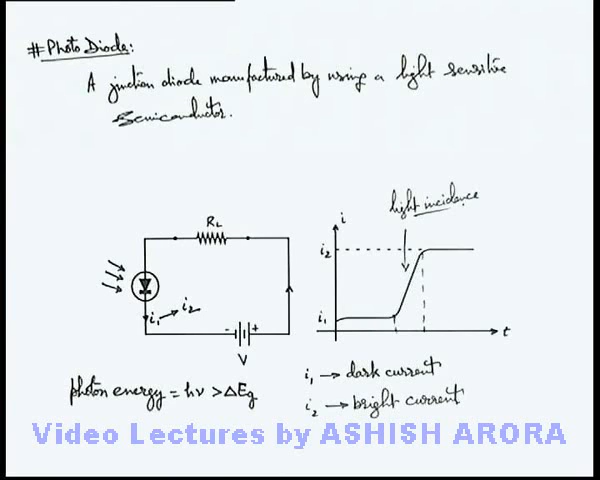 # Photo Diode:
A junction diode manufactured by using a light sensitive
semiconductor.
light incidence
RL
i
i2
i1 → i2
i1
t
- +
V
i1 → dark current
photon energy = hν > ΔEg
i2 → bright current
Video Lectures by ASHISH ARORA